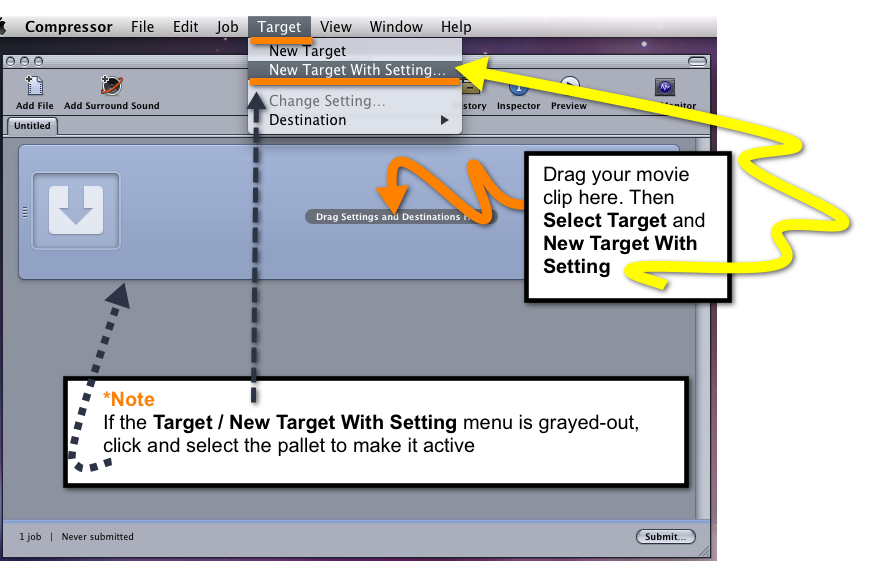 Compressor File Edit Job Target View Window Help
New Target
New Target With Setting...
Change Setting...
Destination
Add File Add Surround Sound
Inspector Preview
Untitled
Drag Settings and Destinations
Drag your movie
clip here. Then
Select Target and
New Target With
Setting
*Note
If the Target / New Target With Setting menu is grayed-out,
click and select the pallet to make it active
1 job | Never submitted
Submit...